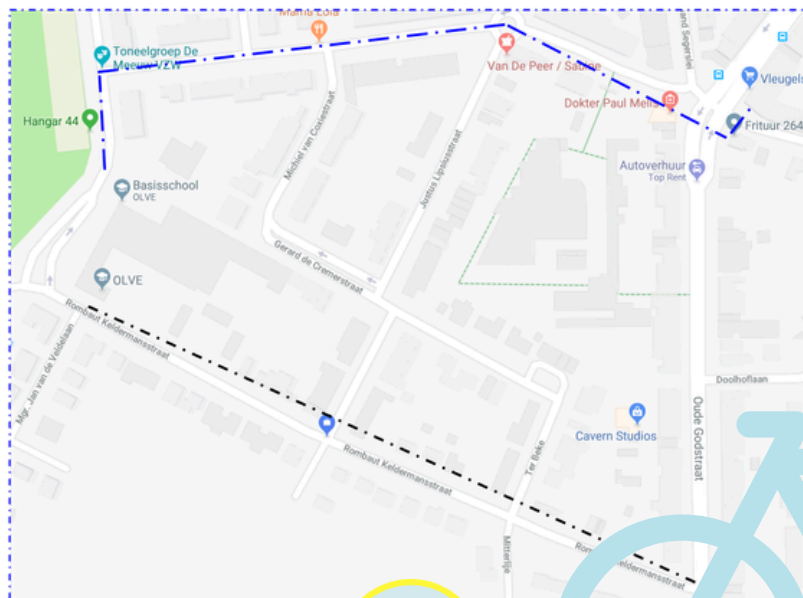 Mama Lola
Toneelgroep De
Meeuw VZW
Van De Peer / Sabine
Vleugels
Dokter Paul Melis
Hangar 44
Frituur 264
Michiel van Coxiestraat
Justus Lipsiusstraat
Autoverhuur
Top Rent
Basisschool
OLVE
Gerard de Cremerstraat
OLVE
Rombaut Keldermansstraat
Mgr. Jan van de Veldelaan
Doolhoflaan
Oude Godstraat
Cavern Studios
Ter Beke
Rombaut Keldermansstraat
Mitterlije